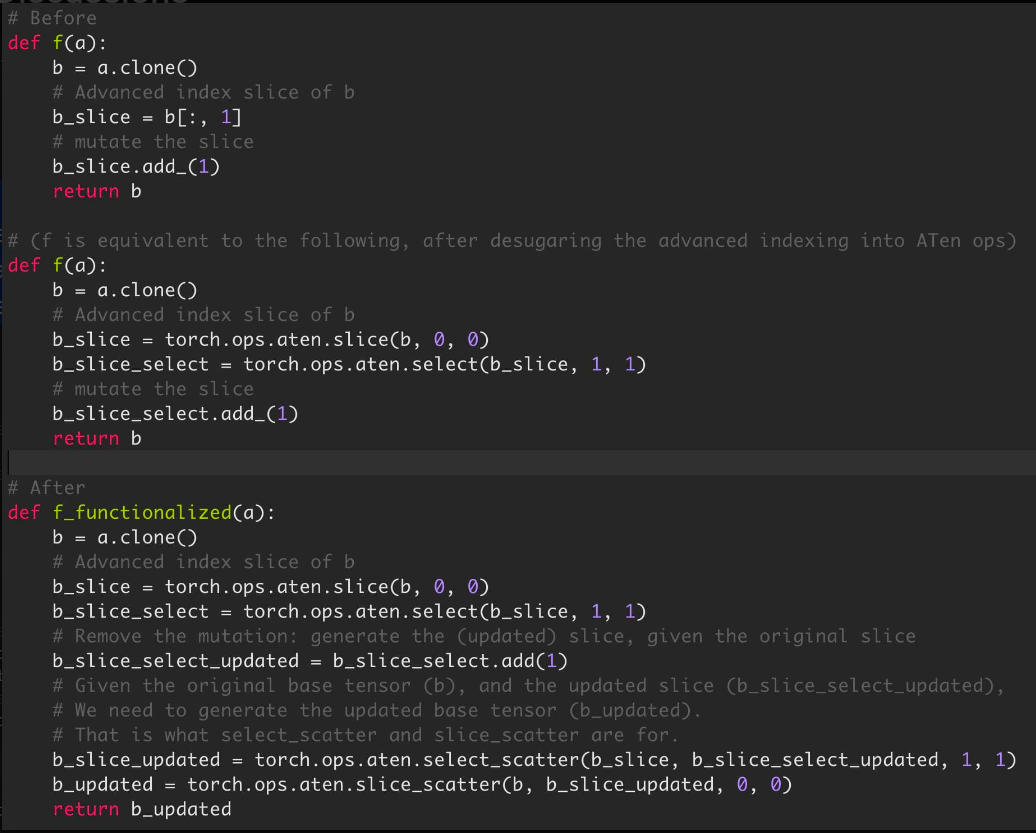 # Before
def f(a):
    b = a.clone()
    # Advanced index slice of b
    b_slice = b[:, 1]
    # mutate the slice
    b_slice.add_(1)
    return b

# (f is equivalent to the following, after desugaring the advanced indexing into ATen ops)
def f(a):
    b = a.clone()
    # Advanced index slice of b
    b_slice = torch.ops.aten.slice(b, 0, 0)
    b_slice_select = torch.ops.aten.select(b_slice, 1, 1)
    # mutate the slice
    b_slice_select.add_(1)
    return b

# After
def f_functionalized(a):
    b = a.clone()
    # Advanced index slice of b
    b_slice = torch.ops.aten.slice(b, 0, 0)
    b_slice_select = torch.ops.aten.select(b_slice, 1, 1)
    # Remove the mutation: generate the (updated) slice, given the original slice
    b_slice_select_updated = b_slice_select.add(1)
    # Given the original base tensor (b), and the updated slice (b_slice_select_updated),
    # We need to generate the updated base tensor (b_updated).
    # That is what select_scatter and slice_scatter are for.
    b_slice_updated = torch.ops.aten.select_scatter(b_slice, b_slice_select_updated, 1, 1)
    b_updated = torch.ops.aten.slice_scatter(b, b_slice_updated, 0, 0)
    return b_updated